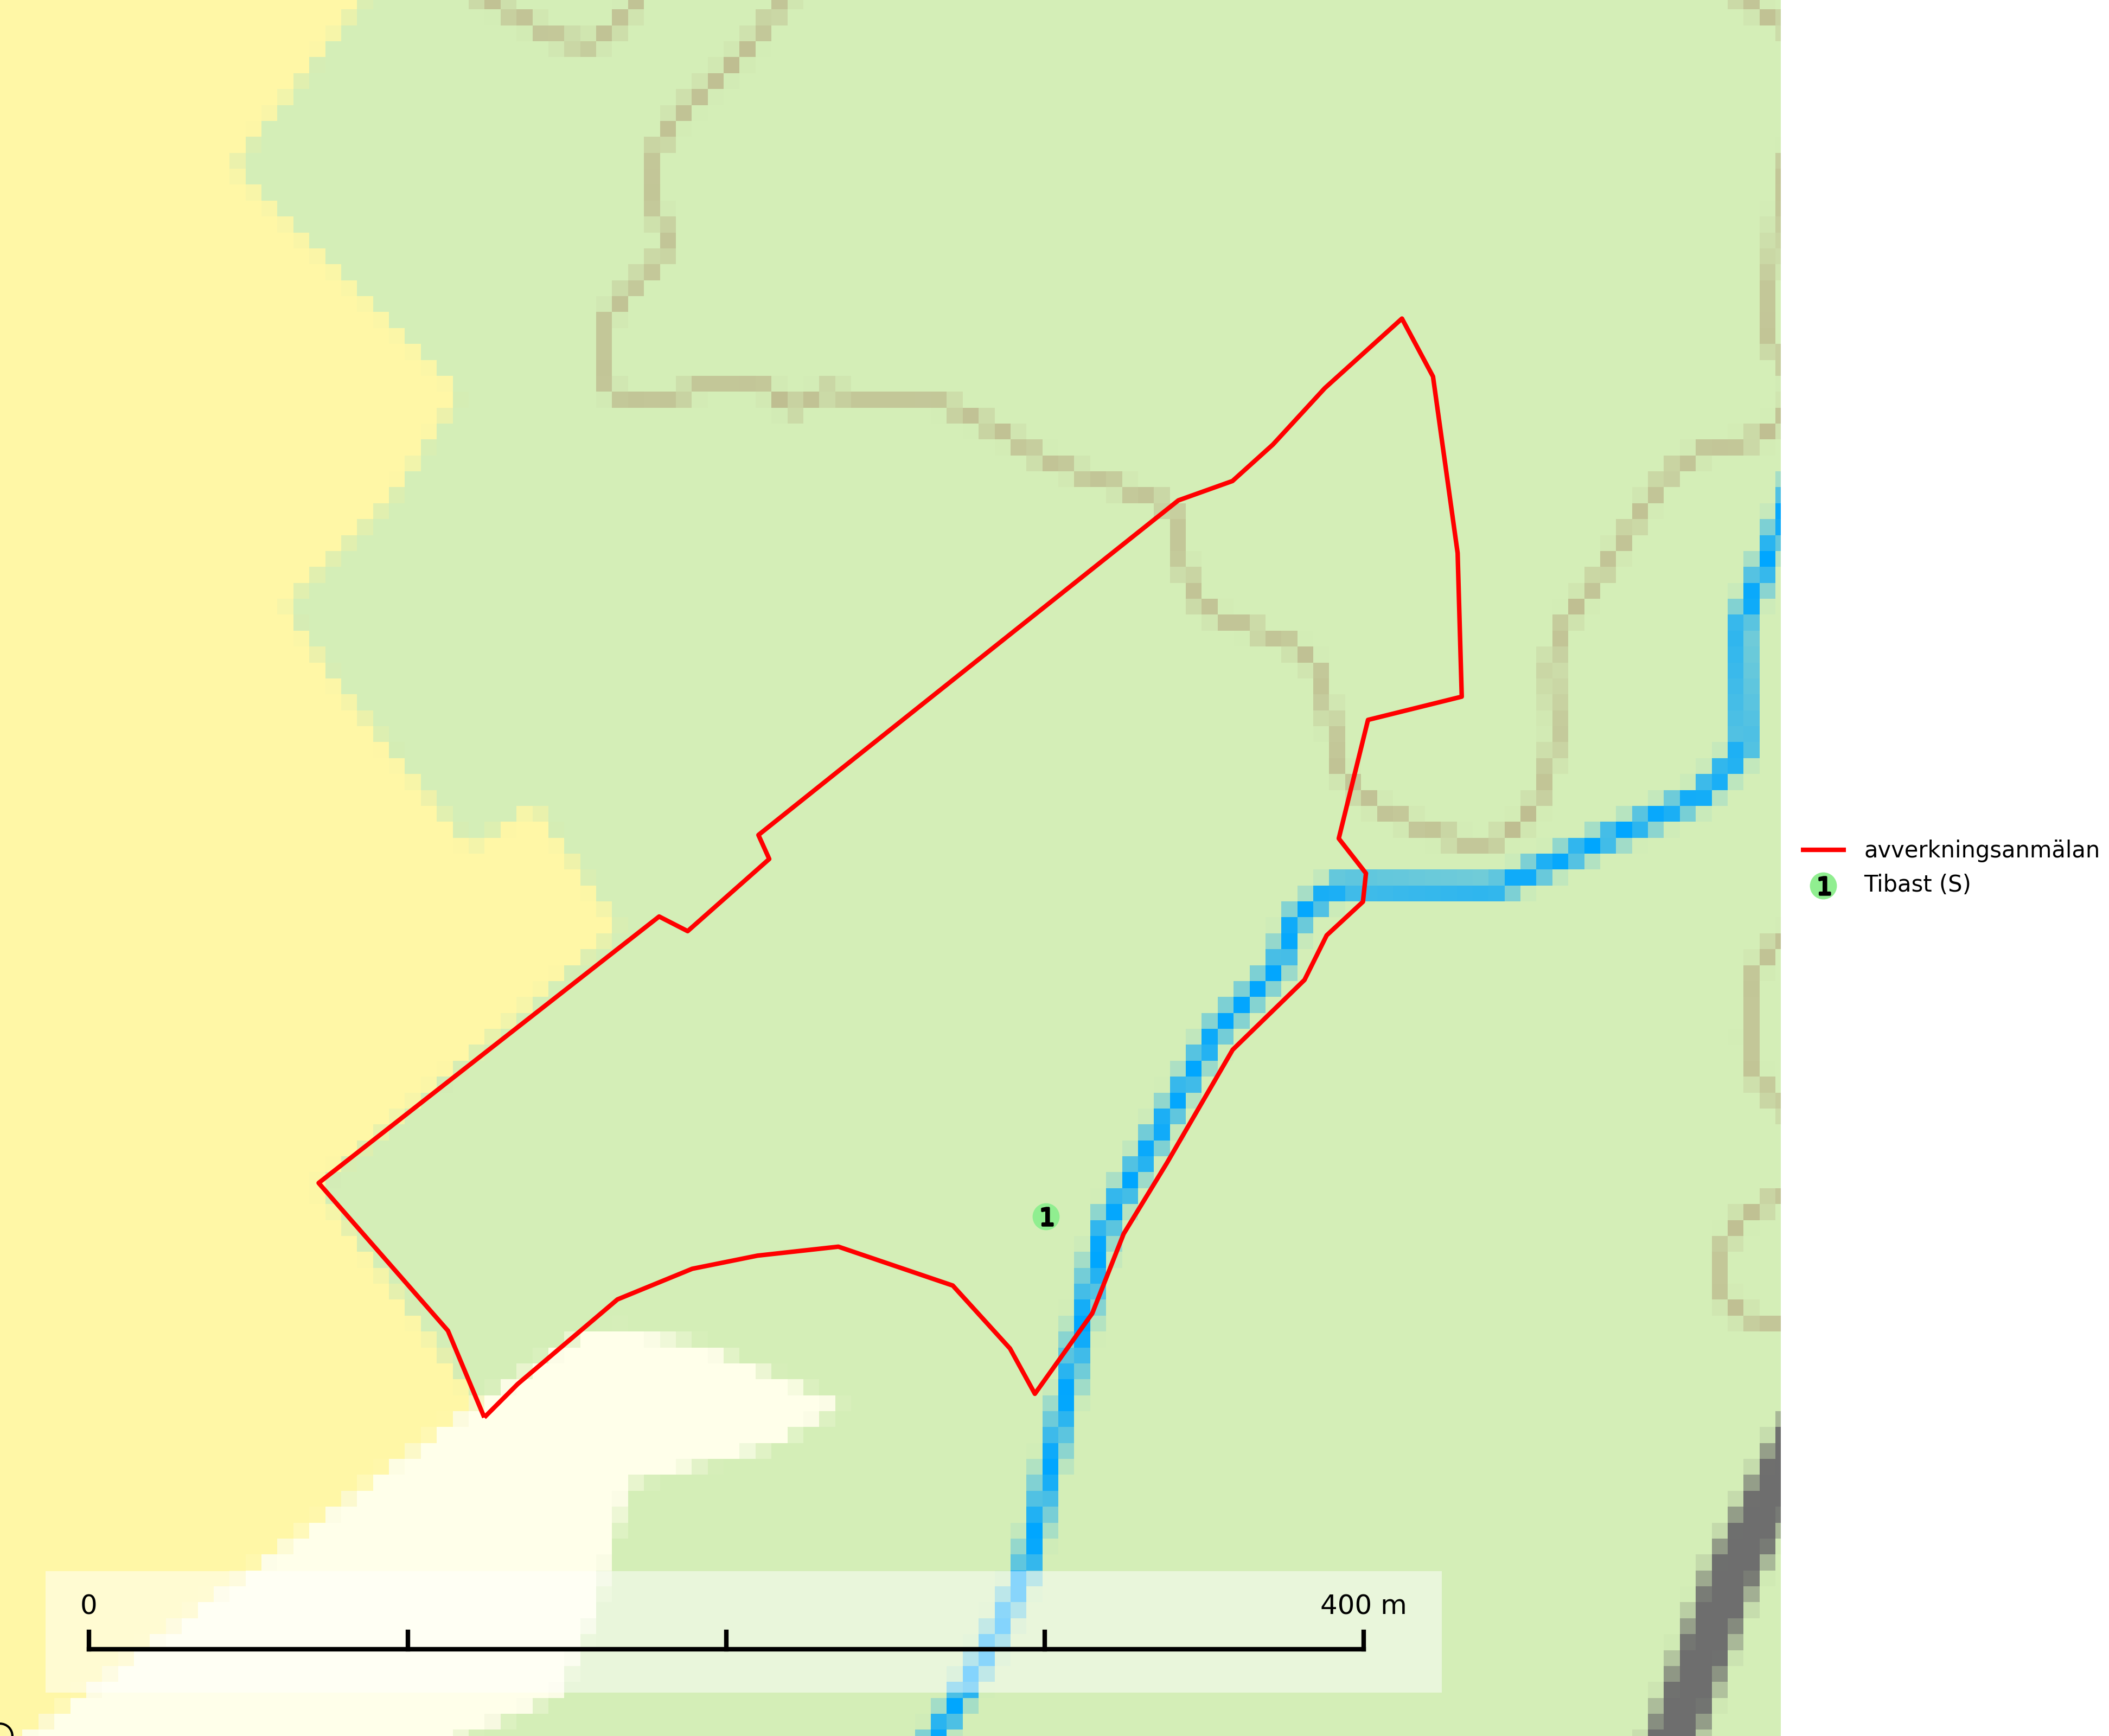 avverkningsanmälan
1 Tibast (S)
1
0 400 m